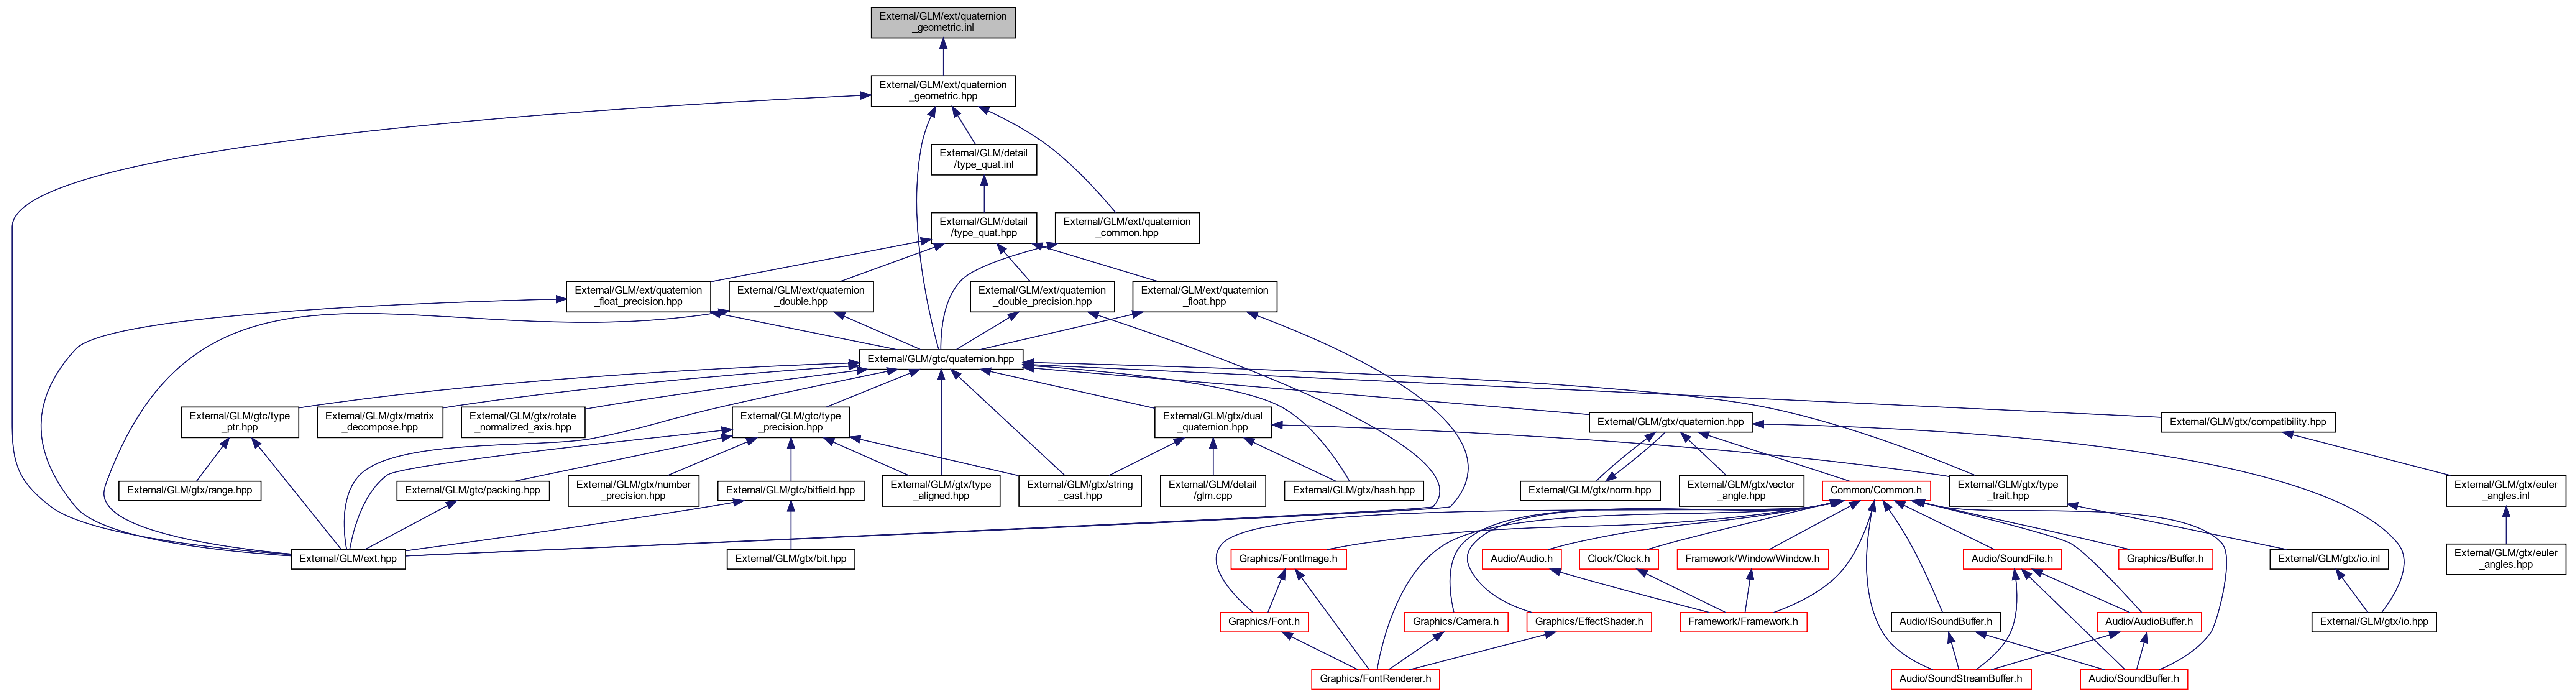 External/GLM/ext/quaternion
_geometric.inl
External/GLM/ext/quaternion
_geometric.hpp
External/GLM/detail
/type_quat.inl
External/GLM/detail
/type_quat.hpp
External/GLM/ext/quaternion
_common.hpp
External/GLM/ext/quaternion
_float_precision.hpp
External/GLM/ext/quaternion
_double.hpp
External/GLM/ext/quaternion
_double_precision.hpp
External/GLM/ext/quaternion
_float.hpp
External/GLM/gtc/quaternion.hpp
External/GLM/gtc/type
_ptr.hpp
External/GLM/gtx/matrix
_decompose.hpp
External/GLM/gtx/rotate
_normalized_axis.hpp
External/GLM/gtc/type
_precision.hpp
External/GLM/gtx/dual
_quaternion.hpp
External/GLM/gtx/quaternion.hpp
External/GLM/gtx/compatibility.hpp
External/GLM/gtx/range.hpp
External/GLM/gtc/packing.hpp
External/GLM/gtx/number
_precision.hpp
External/GLM/gtc/bitfield.hpp
External/GLM/gtx/type
_aligned.hpp
External/GLM/gtx/string
_cast.hpp
External/GLM/detail
/glm.cpp
External/GLM/gtx/hash.hpp
External/GLM/gtx/norm.hpp
External/GLM/gtx/vector
_angle.hpp
Common/Common.h
External/GLM/gtx/type
_trait.hpp
External/GLM/gtx/euler
_angles.inl
External/GLM/ext.hpp
External/GLM/gtx/bit.hpp
Graphics/FontImage.h
Audio/Audio.h
Clock/Clock.h
Framework/Window/Window.h
Audio/SoundFile.h
Graphics/Buffer.h
External/GLM/gtx/io.inl
External/GLM/gtx/euler
_angles.hpp
Graphics/Font.h
Graphics/Camera.h
Graphics/EffectShader.h
Framework/Framework.h
Audio/ISoundBuffer.h
Audio/AudioBuffer.h
External/GLM/gtx/io.hpp
Graphics/FontRenderer.h
Audio/SoundStreamBuffer.h
Audio/SoundBuffer.h